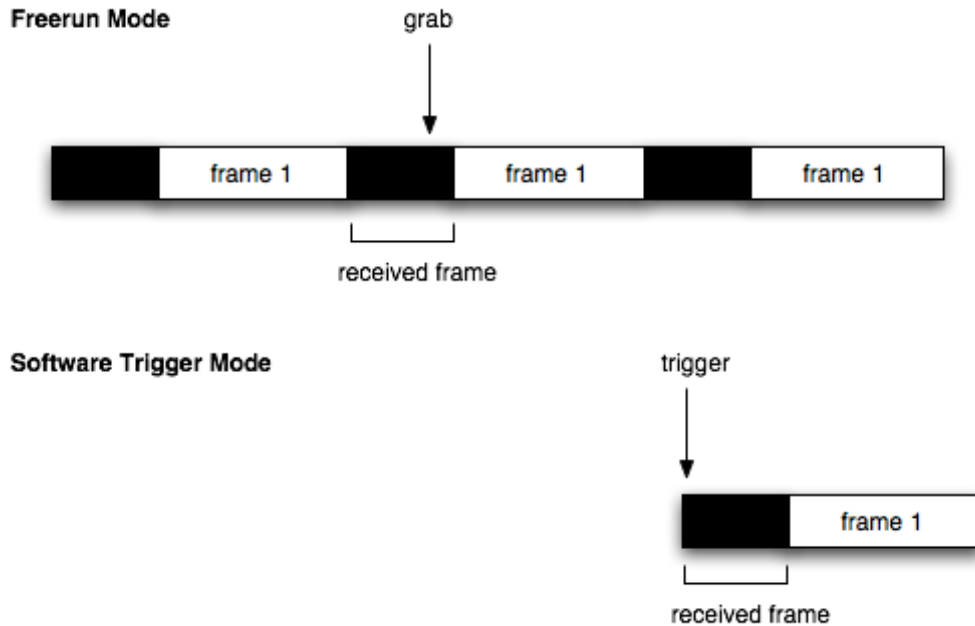 Freerun Mode
grab
frame 1
frame 1
frame 1
received frame
Software Trigger Mode
trigger
frame 1
received frame